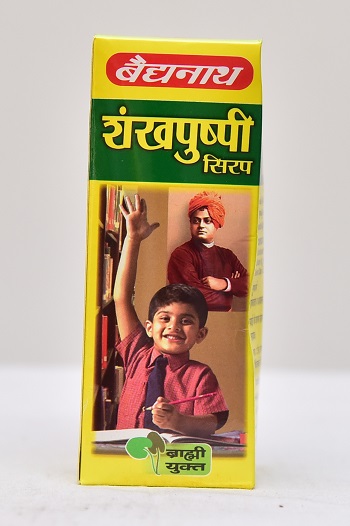 बैद्यनाथ
शंखपुष्पी
सिरप
ब्राह्मी
युक्त